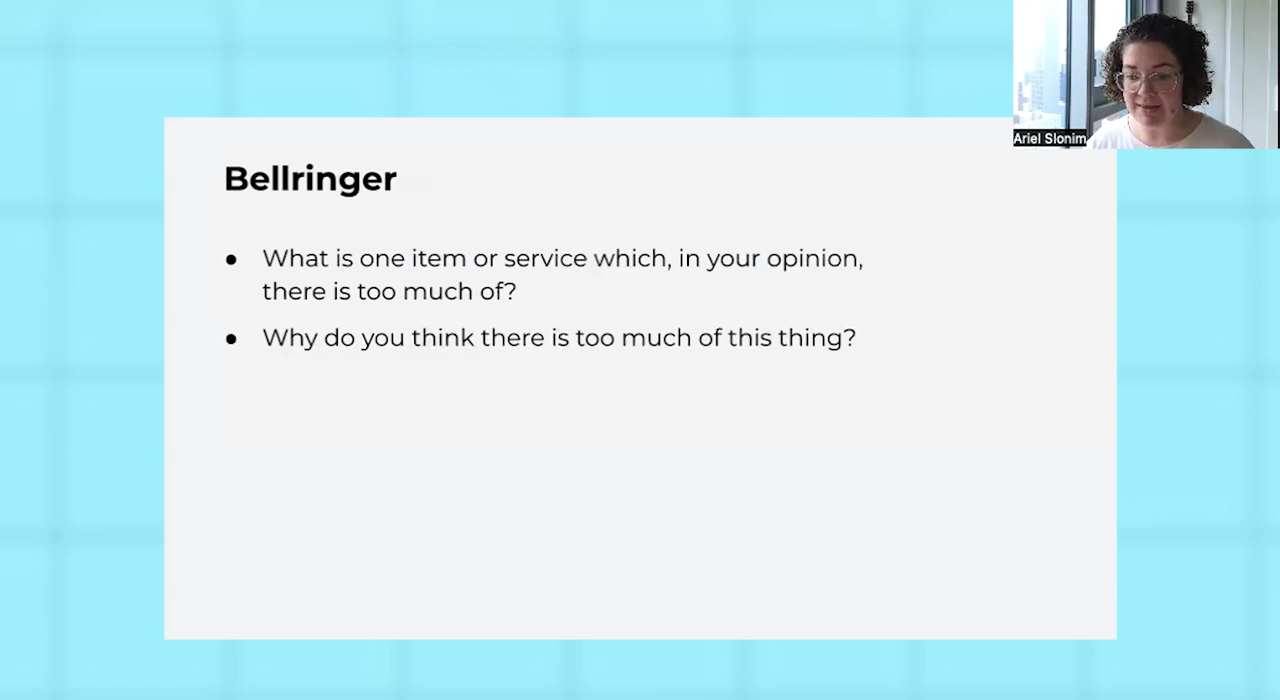 Ariel Slonim
Bellringer
● What is one item or service which, in your opinion,
there is too much of?
● Why do you think there is too much of this thing?